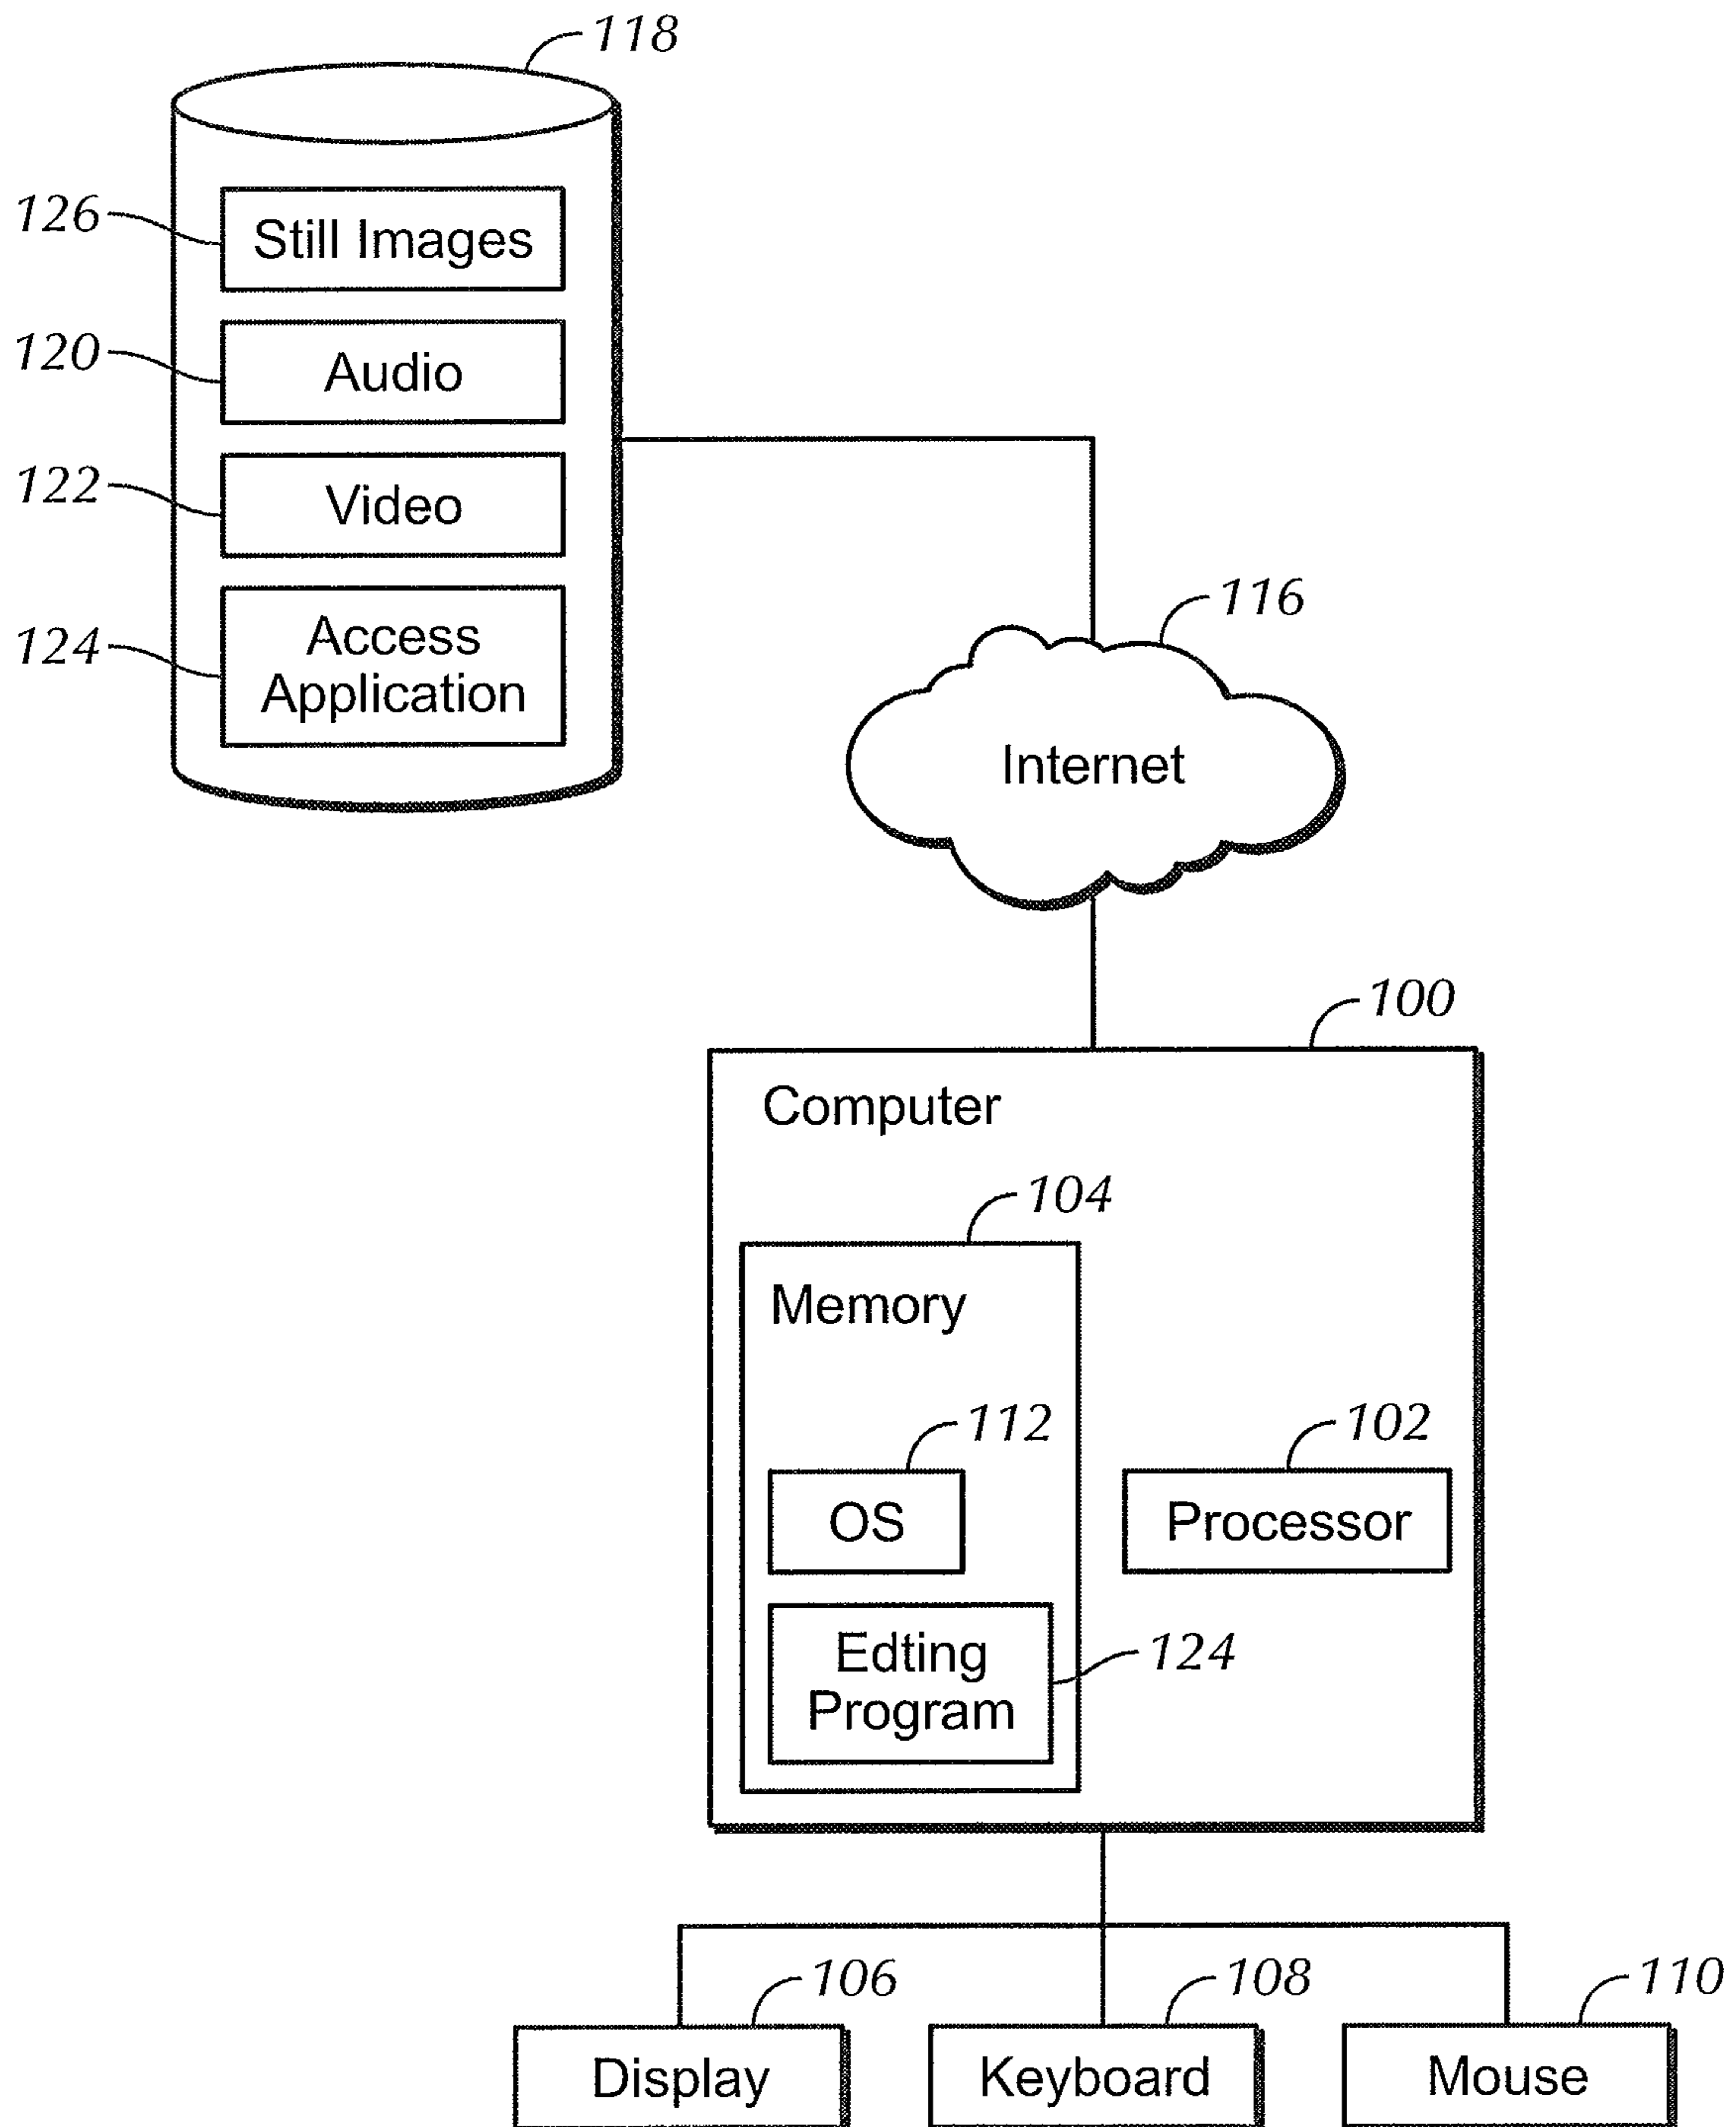 118
126
Still Images
120
Audio
122
Video
124
Access
Application
116
Internet
100
Computer
104
Memory
112
OS
102
Processor
Edting
Program
124
106
Display
108
Keyboard
110
Mouse